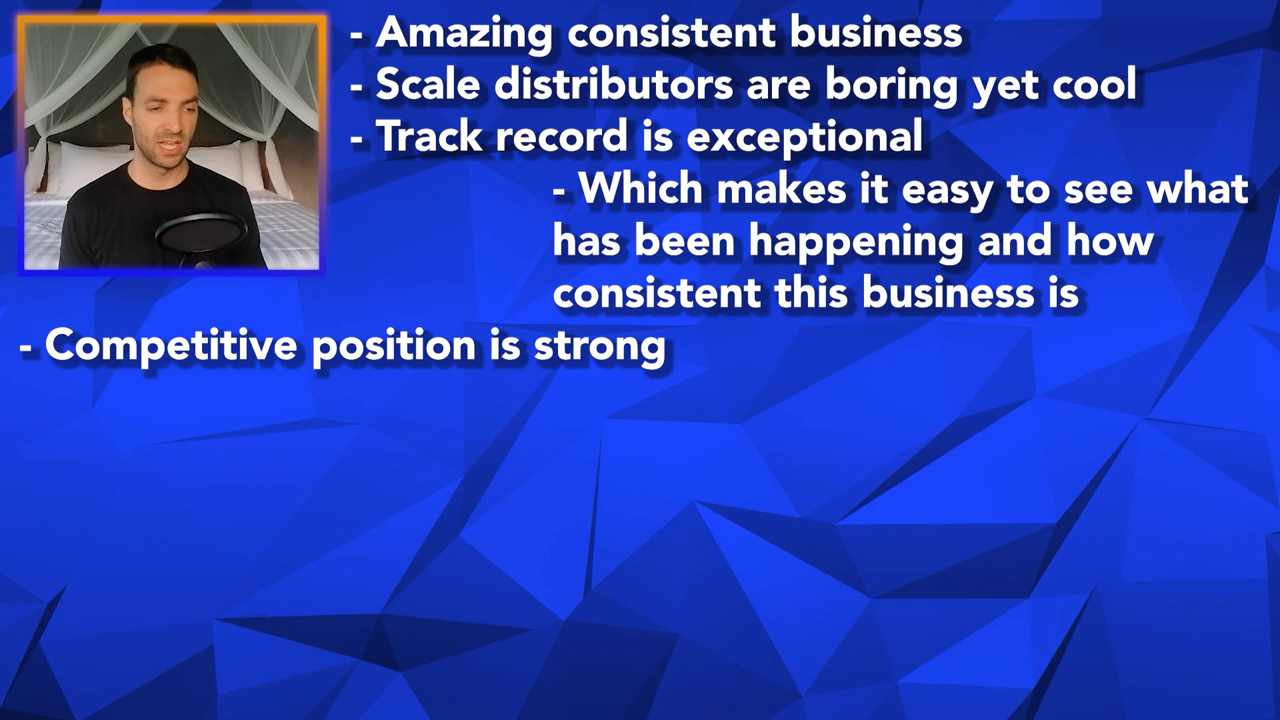 - Amazing consistent business
- Scale distributors are boring yet cool
- Track record is exceptional
- Which makes it easy to see what
has been happening and how
consistent this business is
- Competitive position is strong